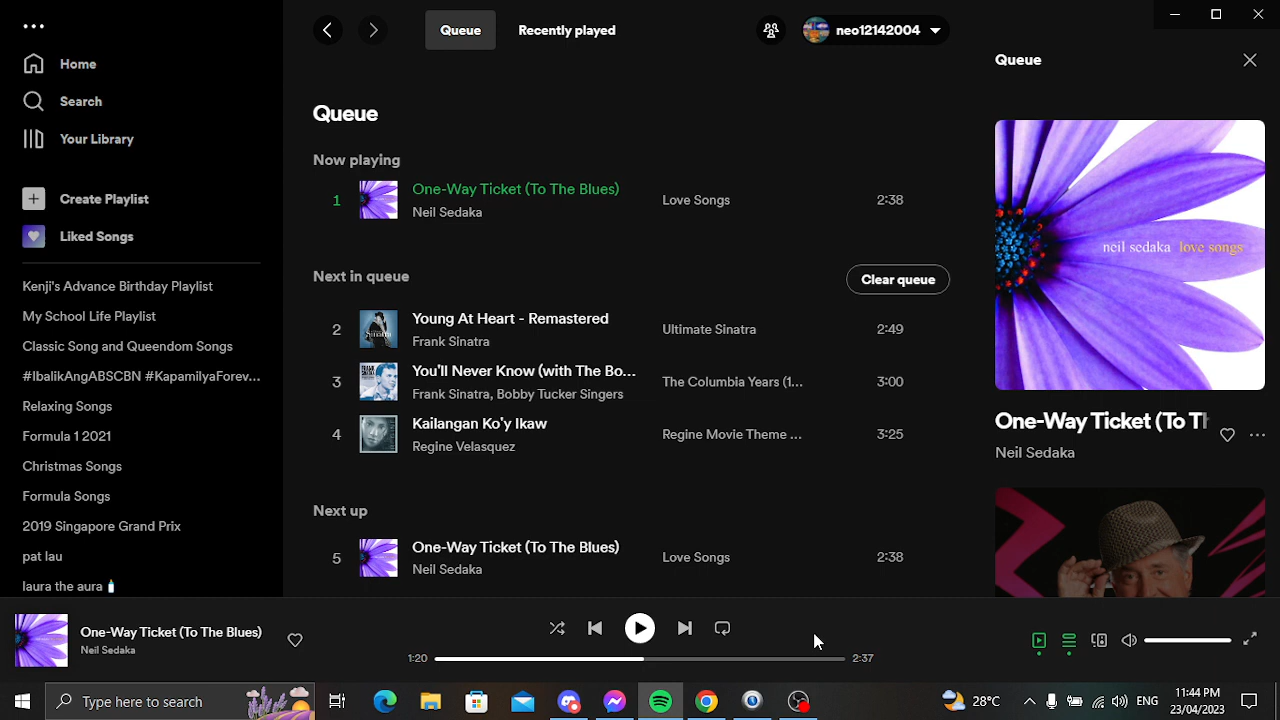 Queue
Recently played
neo12142004
Home
Search
Your Library
Create Playlist
Liked Songs
Kenji's Advance Birthday Playlist
My School Life Playlist
Classic Song and Queendom Songs
#IbalikAngABSCBN #KapamilyaForev...
Relaxing Songs
Formula 1 2021
Christmas Songs
Formula Songs
2019 Singapore Grand Prix
pat lau
laura the aura
Queue
Now playing
1 One-Way Ticket (To The Blues) Love Songs 2:38
Neil Sedaka
Next in queue
Clear queue
2 Young At Heart - Remastered Ultimate Sinatra 2:49
Frank Sinatra
3 You'll Never Know (with The Bo... The Columbia Years (1... 3:00
Frank Sinatra, Bobby Tucker Singers
4 Kailangan Ko'y Ikaw Regine Movie Theme ... 3:25
Regine Velasquez
Next up
5 One-Way Ticket (To The Blues) Love Songs 2:38
Neil Sedaka
Queue
neil sedaka love songs
One-Way Ticket (To Th
Neil Sedaka
One-Way Ticket (To The Blues)
Neil Sedaka
1:20
2:37
Type here to search
28°C
ENG
11:44 PM
23/04/2023